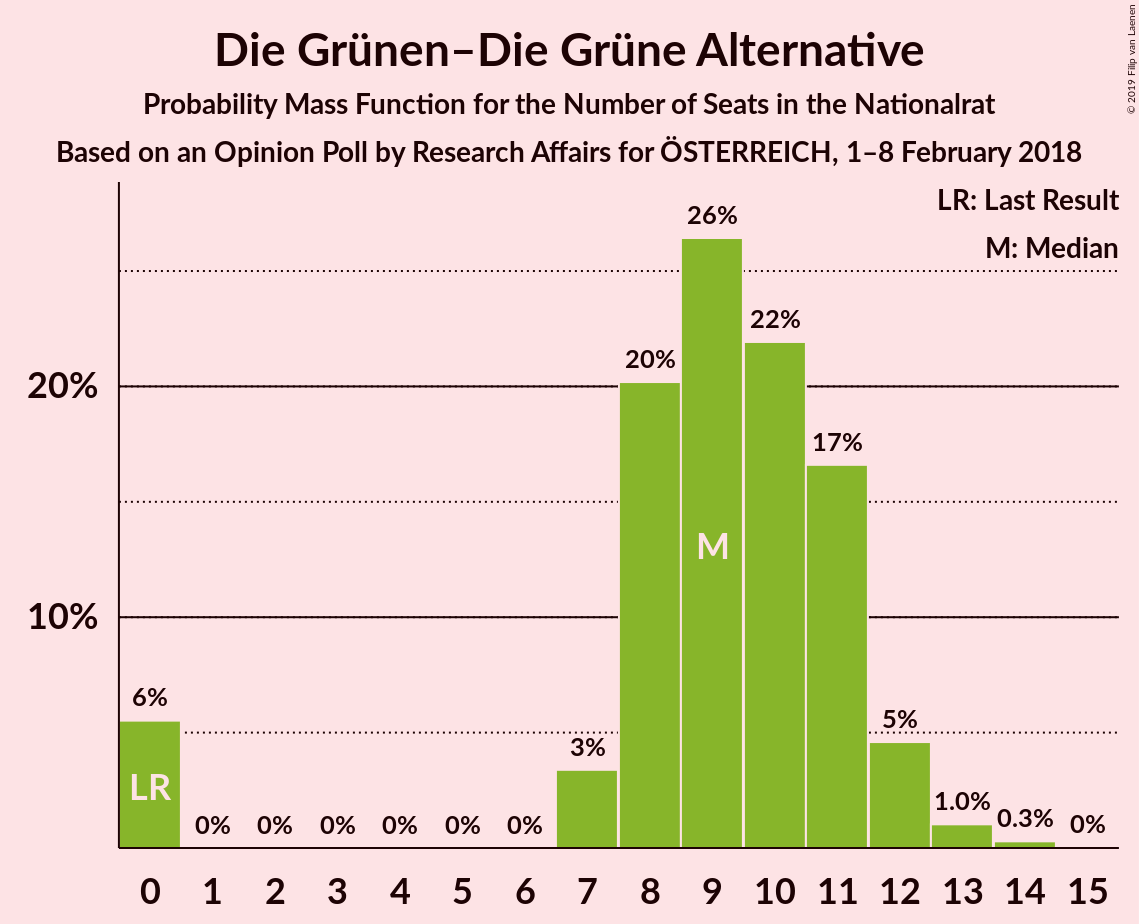 Die Grünen–Die Grüne Alternative
Probability Mass Function for the Number of Seats in the Nationalrat
Based on an Opinion Poll by Research Affairs for ÖSTERREICH, 1–8 February 2018
© 2019 Filip van Laenen
LR: Last Result
M: Median
26%
22%
20%
20%
17%
M
10%
6%
5%
3%
LR
1.0%
0.3%
0%
0%
0%
0%
0%
0%
0%
0 1 2 3 4 5 6 7 8 9 10 11 12 13 14 15